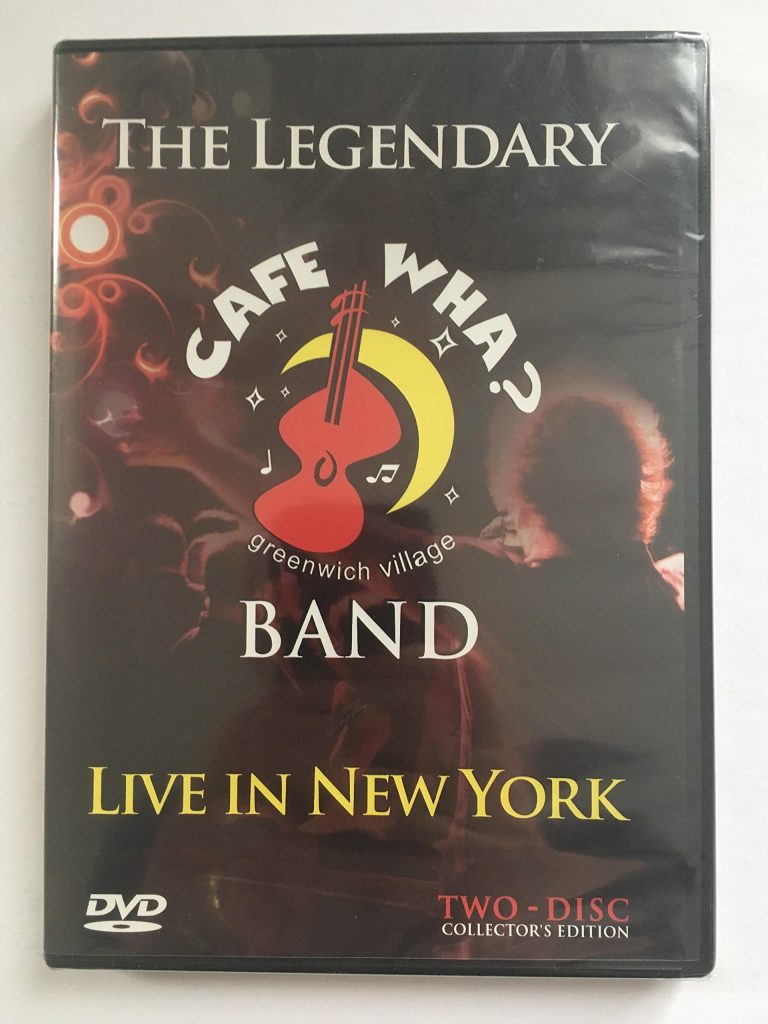 THE LEGENDARY
CAFE WHA?
greenwich village
BAND
LIVE IN NEW YORK
DVD
TWO-DISC
COLLECTOR'S EDITION